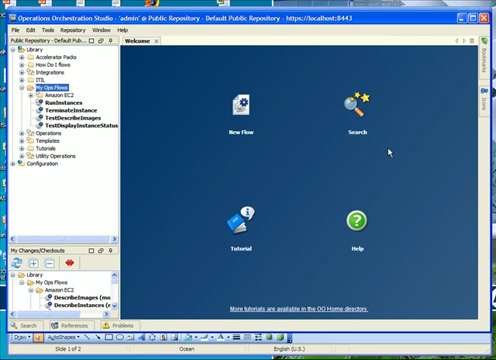 Operations Orchestration Studio - 'admin' @ Public Repository - Default Public Repository - https://localhost:8443
File Edit Tools Repository Window Help
Public Repository - Default Pub...
Welcome
Library
Accelerator Packs
How Do I flows
Integrations
ITIL
My Ops Flows
Amazon EC2
RunInstances
TerminateInstance
TestDescribeImages
TestDisplayInstanceStatus
Operations
Templates
Tutorials
Utility Operations
Configuration
New Flow
Search
Tutorial
Help
More tutorials are available in the OO Home directory.
Bookmarks
Icons
My Changes/Checkouts
Library
My Ops Flows
Amazon EC2
DescribeImages (mo
DescribeInstances (
Search References Problems
Draw AutoShapes
Slide 1 of 2 Ocean English (U.S.)